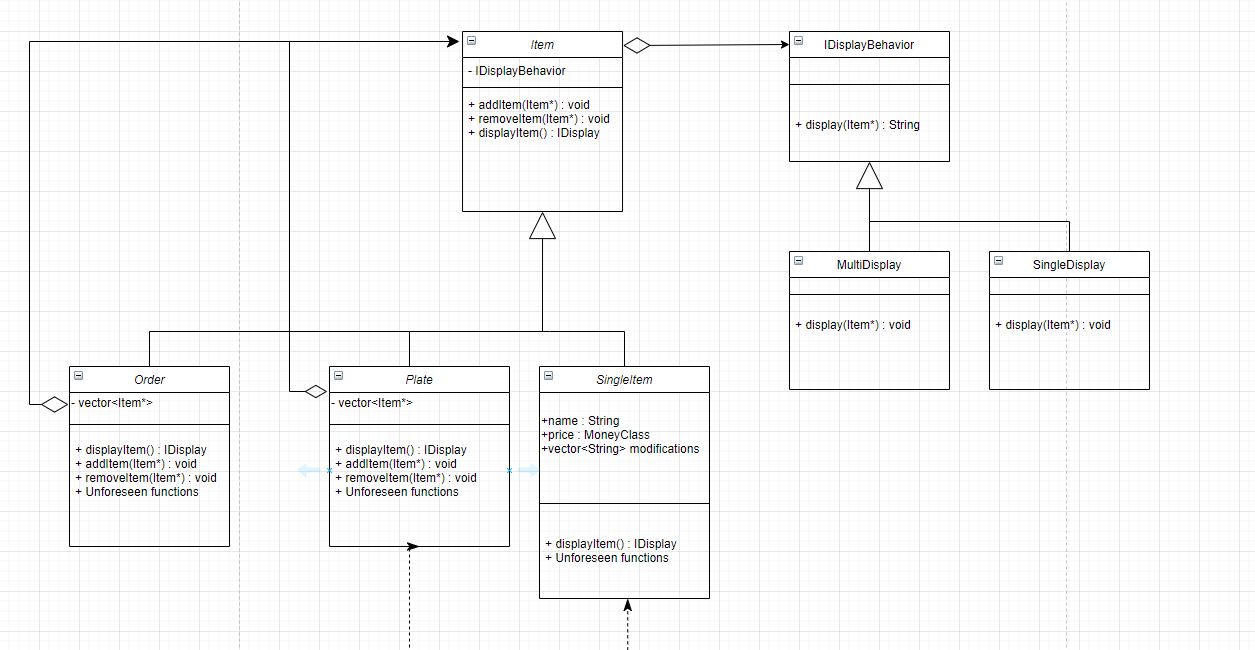 Item
- IDisplayBehavior
+ addItem(Item*) : void
+ removeItem(Item*) : void
+ displayItem() : IDisplay
IDisplayBehavior
+ display(Item*) : String
MultiDisplay
+ display(Item*) : void
SingleDisplay
+ display(Item*) : void
Order
- vector<Item*>
+ displayItem() : IDisplay
+ addItem(Item*) : void
+ removeItem(Item*) : void
+ Unforeseen functions
Plate
- vector<Item*>
+ displayItem() : IDisplay
+ addItem(Item*) : void
+ removeItem(Item*) : void
+ Unforeseen functions
SingleItem
+name : String
+price : MoneyClass
+vector<String> modifications
+ displayItem() : IDisplay
+ Unforeseen functions